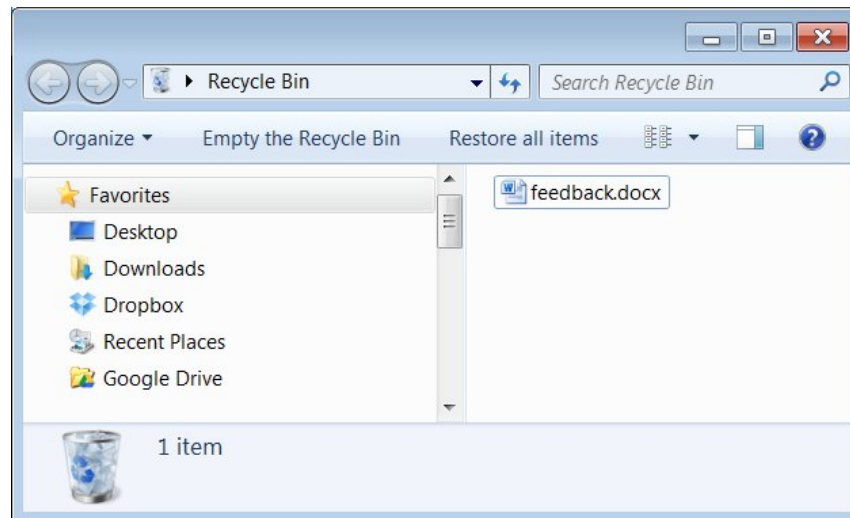 Recycle Bin
Search Recycle Bin
Organize Empty the Recycle Bin Restore all items
Favorites
Desktop
Downloads
Dropbox
Recent Places
Google Drive
feedback.docx
1 item